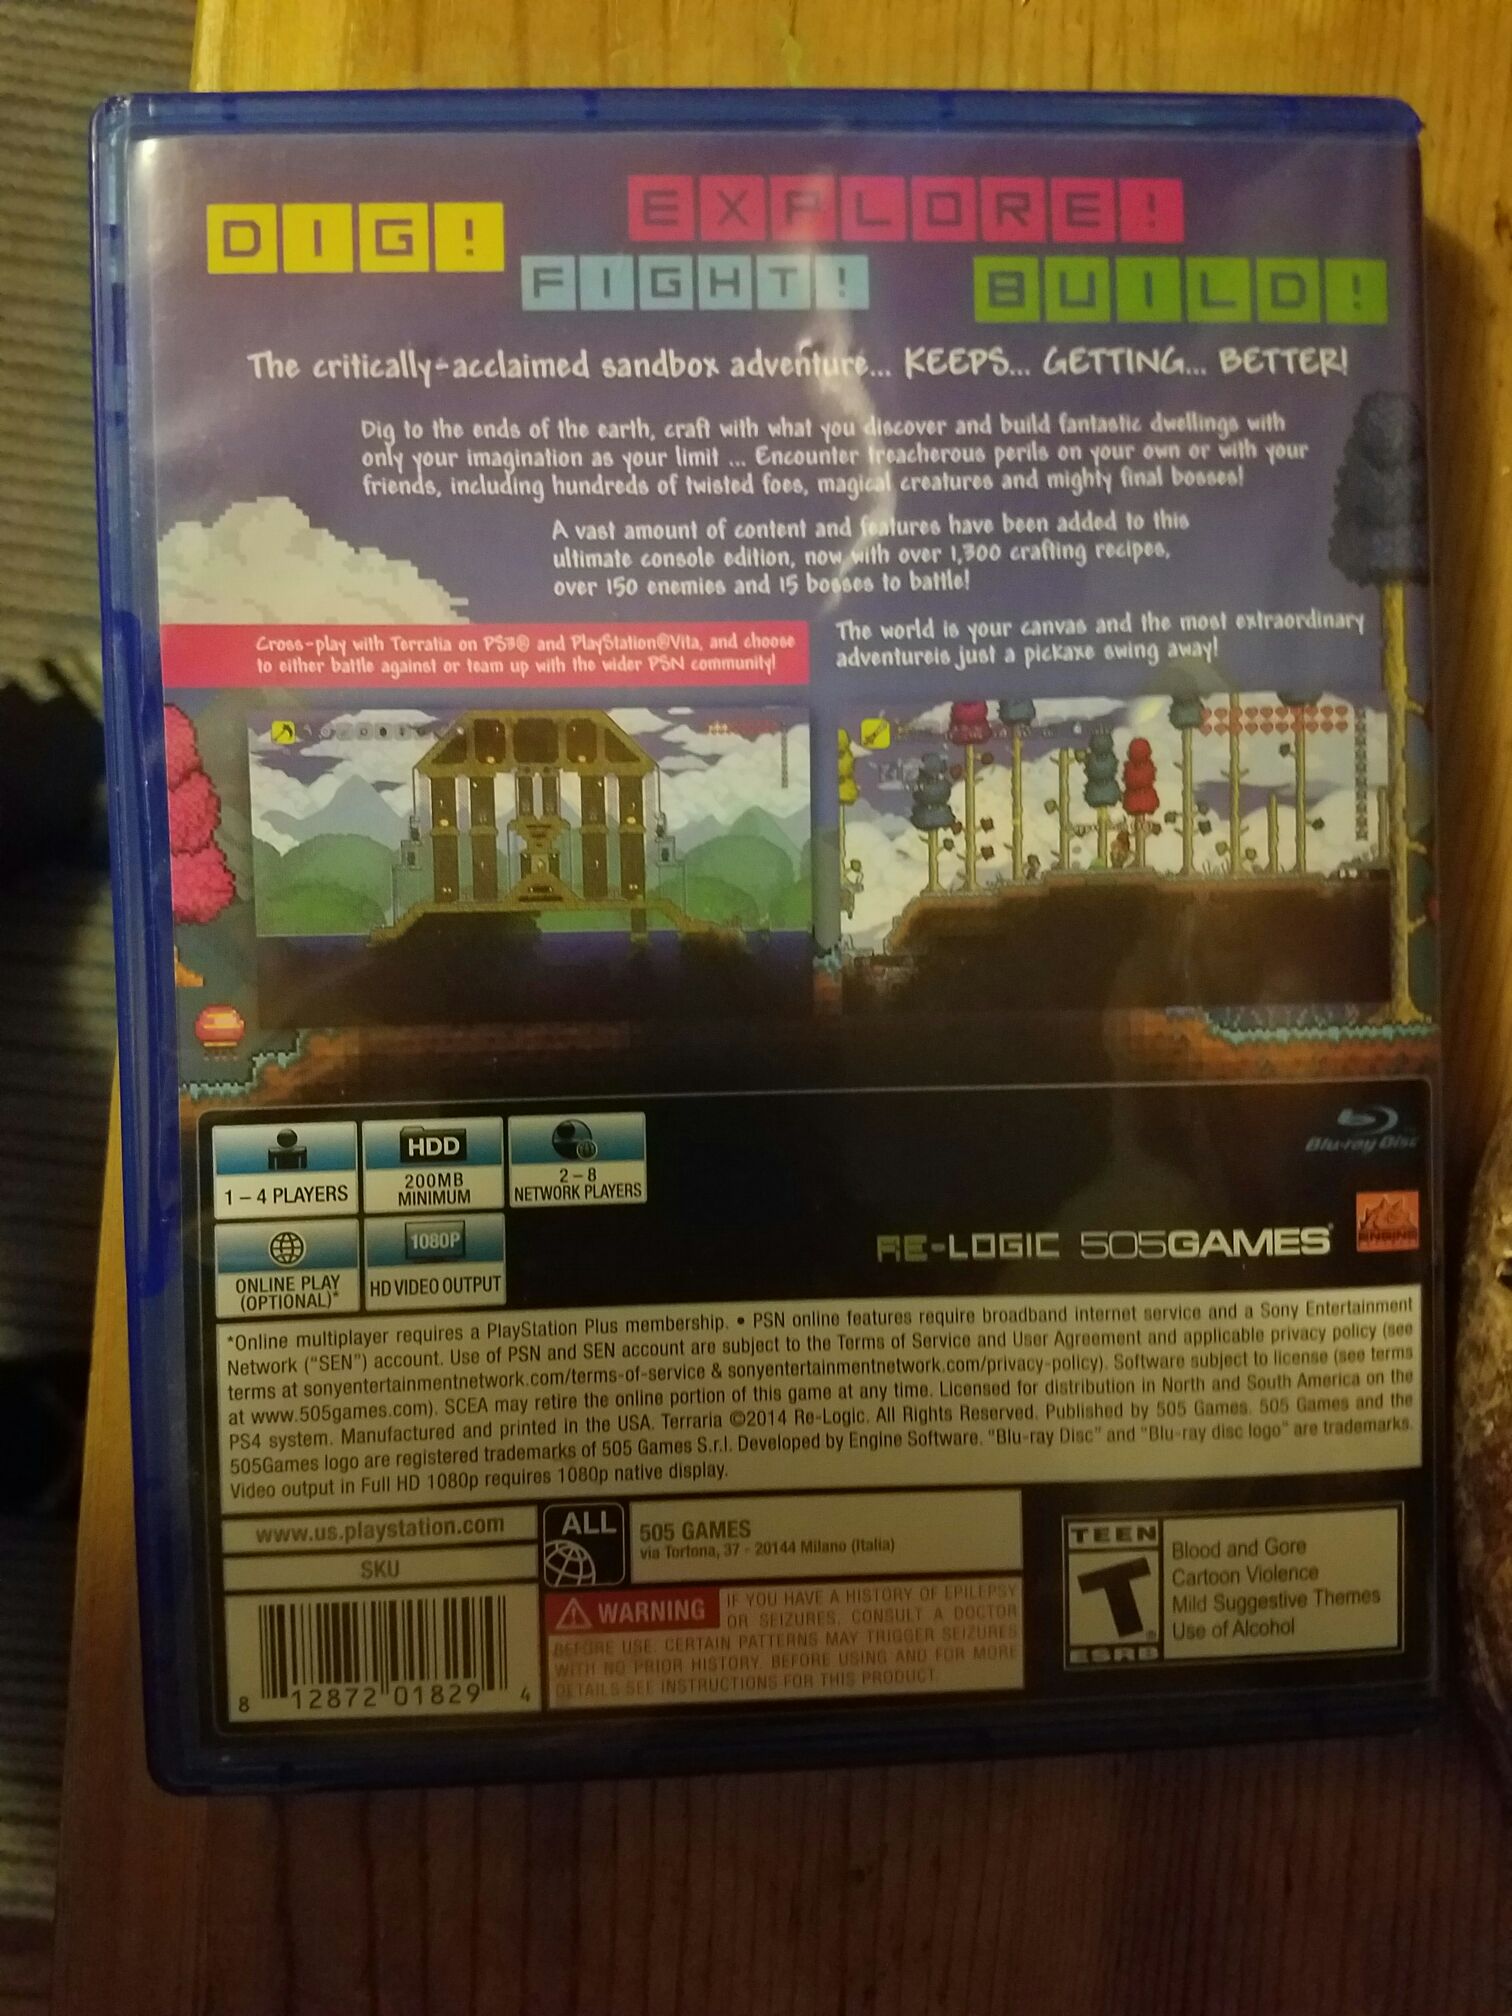 DIG!
EXPLORE!
FIGHT!
BUILD!
The critically-acclaimed sandbox adventure... KEEPS... GETTING... BETTER!
Dig to the ends of the earth, craft with what you discover and build fantastic dwellings with
only your imagination as your limit ... Encounter treacherous perils on your own or with your
friends, including hundreds of twisted foes, magical creatures and mighty final bosses!
A vast amount of content and features have been added to this
ultimate console edition, now with over 1,300 crafting recipes,
over 150 enemies and 15 bosses to battle!
Cross-play with Terratia on PS3® and PlayStation®Vita, and choose
to either battle against or team up with the wider PSN community!
The world is your canvas and the most extraordinary
adventureis just a pickaxe swing away!
1 – 4 PLAYERS
HDD
200MB
MINIMUM
2 – 8
NETWORK PLAYERS
Blu-ray Disc
ONLINE PLAY
(OPTIONAL)*
1080P
HD VIDEO OUTPUT
RE-LOGIC 505GAMES
ENGINE
*Online multiplayer requires a PlayStation Plus membership. • PSN online features require broadband internet service and a Sony Entertainment
Network ("SEN") account. Use of PSN and SEN account are subject to the Terms of Service and User Agreement and applicable privacy policy (see
terms at sonyentertainmentnetwork.com/terms-of-service & sonyentertainmentnetwork.com/privacy-policy). Software subject to license (see terms
at www.505games.com). SCEA may retire the online portion of this game at any time. Licensed for distribution in North and South America on the
PS4 system. Manufactured and printed in the USA. Terraria ©2014 Re-Logic. All Rights Reserved. Published by 505 Games. 505 Games and the
505Games logo are registered trademarks of 505 Games S.r.l. Developed by Engine Software. "Blu-ray Disc" and "Blu-ray disc logo" are trademarks.
Video output in Full HD 1080p requires 1080p native display.
www.us.playstation.com
SKU
8 12872 01829 4
ALL
505 GAMES
via Tortona, 37 - 20144 Milano (Italia)
WARNING
IF YOU HAVE A HISTORY OF EPILEPSY
OR SEIZURES, CONSULT A DOCTOR
BEFORE USE. CERTAIN PATTERNS MAY TRIGGER SEIZURES
WITH NO PRIOR HISTORY. BEFORE USING AND FOR MORE
DETAILS SEE INSTRUCTIONS FOR THIS PRODUCT.
TEEN
T
ESRB
Blood and Gore
Cartoon Violence
Mild Suggestive Themes
Use of Alcohol